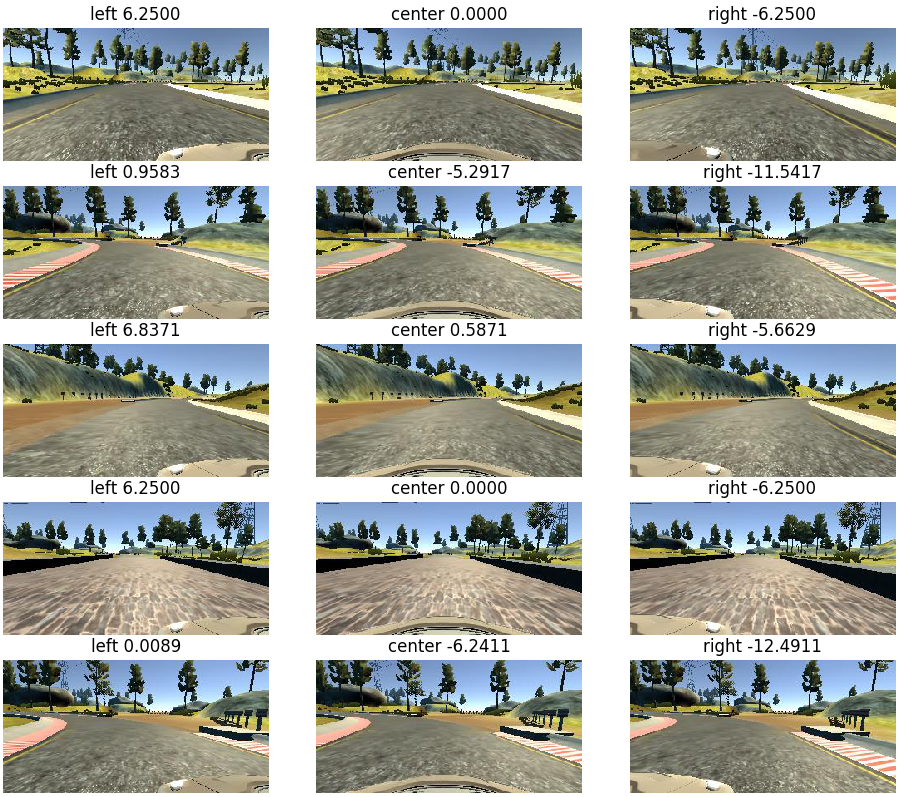 left 6.2500 center 0.0000 right -6.2500
left 0.9583 center -5.2917 right -11.5417
left 6.8371 center 0.5871 right -5.6629
left 6.2500 center 0.0000 right -6.2500
left 0.0089 center -6.2411 right -12.4911